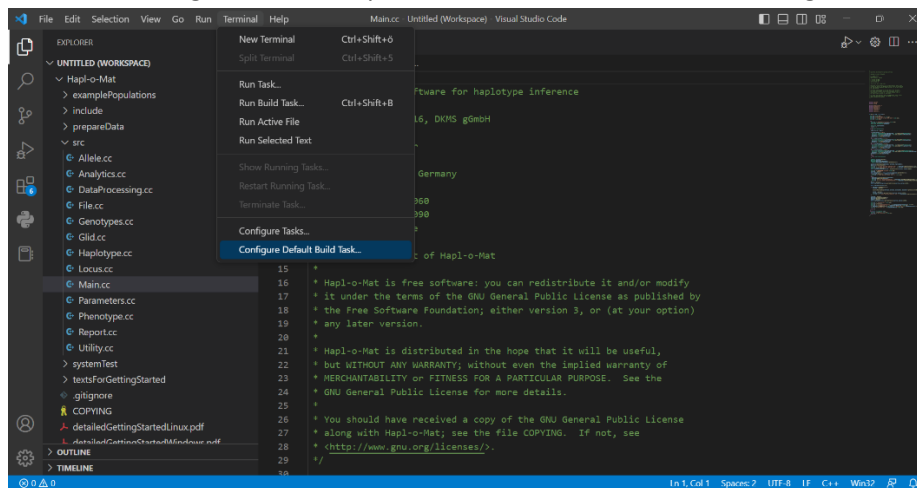 File Edit Selection View Go Run Terminal Help Main.cc - Untitled (Workspace) - Visual Studio Code
EXPLORER
UNTITLED (WORKSPACE)
Hapl-o-Mat
examplePopulations
include
prepareData
src
Allele.cc
Analytics.cc
DataProcessing.cc
File.cc
Genotypes.cc
Glid.cc
Haplotype.cc
Locus.cc
Main.cc
Parameters.cc
Phenotype.cc
Report.cc
Utility.cc
systemTest
textsForGettingStarted
.gitignore
COPYING
detailedGettingStartedLinux.pdf
detailedGettingStartedWindows.pdf
OUTLINE
TIMELINE
6
New Terminal Ctrl+Shift+ö
Split Terminal Ctrl+Shift+5
Run Task...
Run Build Task... Ctrl+Shift+B
Run Active File
Run Selected Text
Show Running Tasks...
Restart Running Task...
Terminate Task...
Configure Tasks...
Configure Default Build Task...
ftware for haplotype inference
16, DKMS gGmbH
Germany
060
090
t of Hapl-o-Mat
15 *
16 * Hapl-o-Mat is free software: you can redistribute it and/or modify
17 * it under the terms of the GNU General Public License as published by
18 * the Free Software Foundation; either version 3, or (at your option)
19 * any later version.
20 *
21 * Hapl-o-Mat is distributed in the hope that it will be useful,
22 * but WITHOUT ANY WARRANTY; without even the implied warranty of
23 * MERCHANTABILITY or FITNESS FOR A PARTICULAR PURPOSE. See the
24 * GNU General Public License for more details.
25 *
26 * You should have received a copy of the GNU General Public License
27 * along with Hapl-o-Mat; see the file COPYING. If not, see
28 * <http://www.gnu.org/licenses/>.
29 */
30
0 0 Ln 1, Col 1 Spaces: 2 UTF-8 LF C++ Win32